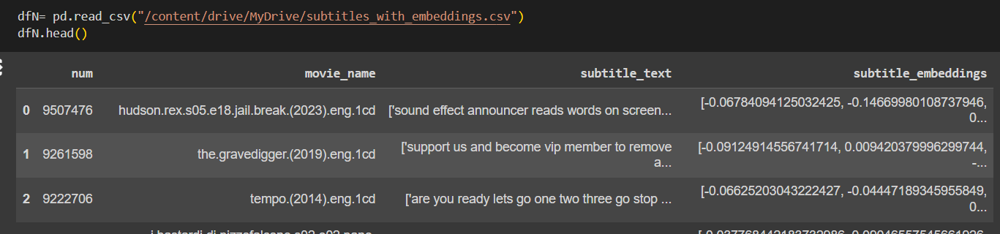 dfN= pd.read_csv("/content/drive/MyDrive/subtitles_with_embeddings.csv")
dfN.head()
num movie_name subtitle_text subtitle_embeddings
0 9507476 hudson.rex.s05.e18.jail.break.(2023).eng.1cd ['sound effect announcer reads words on screen... [-0.06784094125032425, -0.14669980108737946,
0...
1 9261598 the.gravedigger.(2019).eng.1cd ['support us and become vip member to remove
a... [-0.09124914556741714, 0.009420379996299744,
-...
2 9222706 tempo.(2014).eng.1cd ['are you ready lets go one two three go stop ... [-0.06625203043222427, -0.04447189345955849,
0...